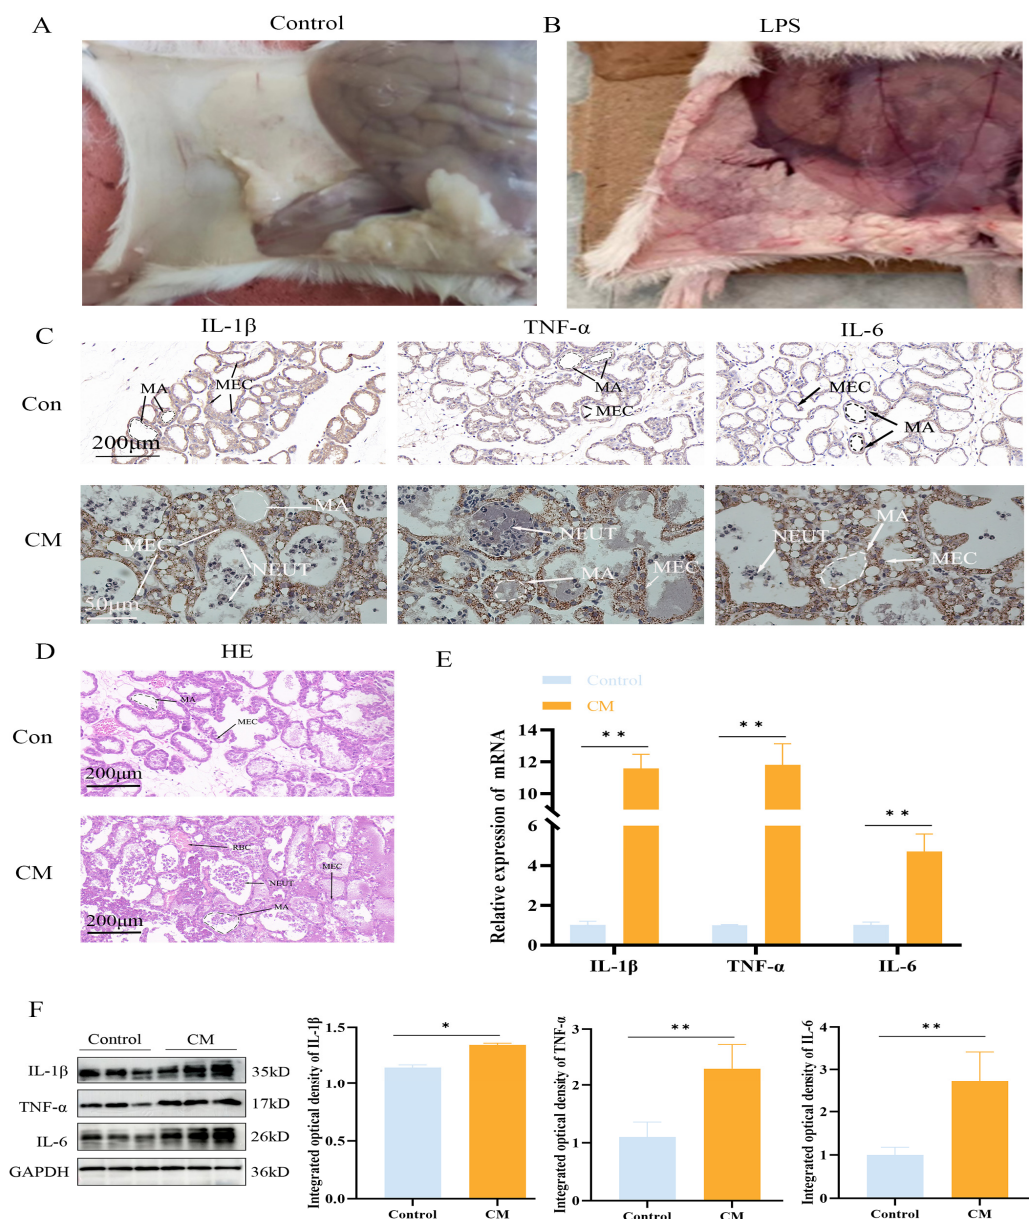 A
Control
B
LPS
C
IL-1β
TNF-α
IL-6
Con
MA
MEC
200μm
MA
MEC
MEC
MA
CM
MA
MEC
NEUT
50μm
NEUT
MA
MEC
NEUT
MA
MEC
D
HE
Con
MA
MEC
200μm
CM
RBC
MEC
NEUT
MA
200μm
E
Control
CM
Relative expression of mRNA
14
12
10
6
4
2
0
**
**
**
IL-1β
TNF-α
IL-6
F
Control
CM
IL-1β
35kD
TNF-α
17kD
IL-6
26kD
GAPDH
36kD
Integrated optical density of IL-1β
1.5
1.0
0.5
0.0
*
Control
CM
Integrated optical density of TNF-α
3
2
1
0
**
Control
CM
Integrated optical density of IL-6
4
3
2
1
0
**
Control
CM